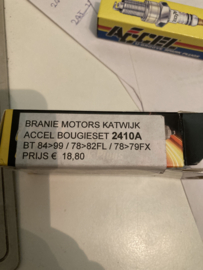 ACCEL
BRANIE MOTORS KATWIJK
ACCEL BOUGIESET 2410A
BT 84>99 / 78>82FL / 78>79FX
PRIJS € 18,80